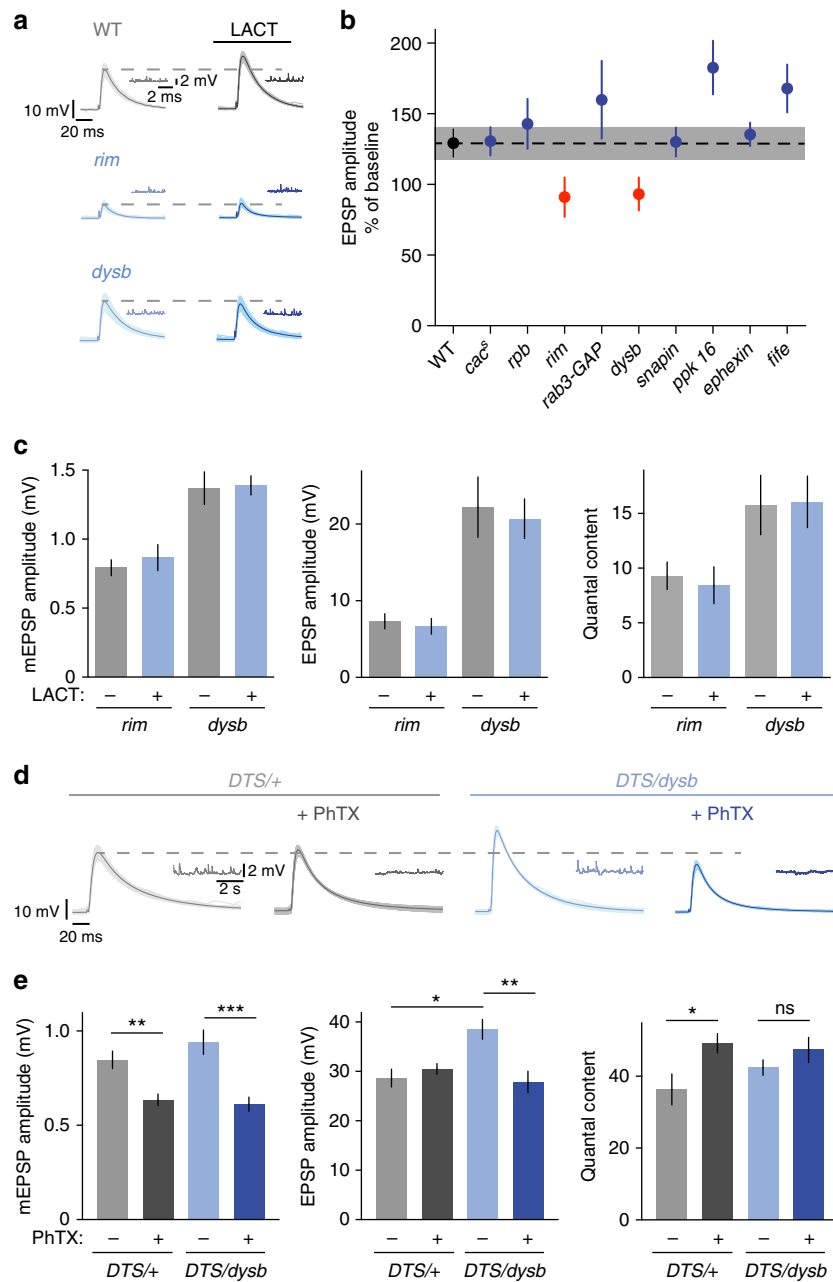 a
WT
LACT
10 mV
20 ms
2 mV
2 ms
rim
dysb
b
EPSP amplitude
% of baseline
200
150
100
50
0
WT
cacˢ
rpb
rim
rab3-GAP
dysb
snapin
ppk 16
ephexin
fife
c
mEPSP amplitude (mV)
1.5
1.0
0.5
0
LACT:
– + – +
rim dysb
EPSP amplitude (mV)
20
10
0
– + – +
rim dysb
Quantal content
15
10
5
0
– + – +
rim dysb
d
DTS/+
+ PhTX
DTS/dysb
+ PhTX
2 mV
2 s
10 mV
20 ms
e
mEPSP amplitude (mV)
1.0
0.5
0
** ***
PhTX:
– + – +
DTS/+ DTS/dysb
EPSP amplitude (mV)
40
30
20
10
0
* **
– + – +
DTS/+ DTS/dysb
Quantal content
40
20
0
* ns
– + – +
DTS/+ DTS/dysb